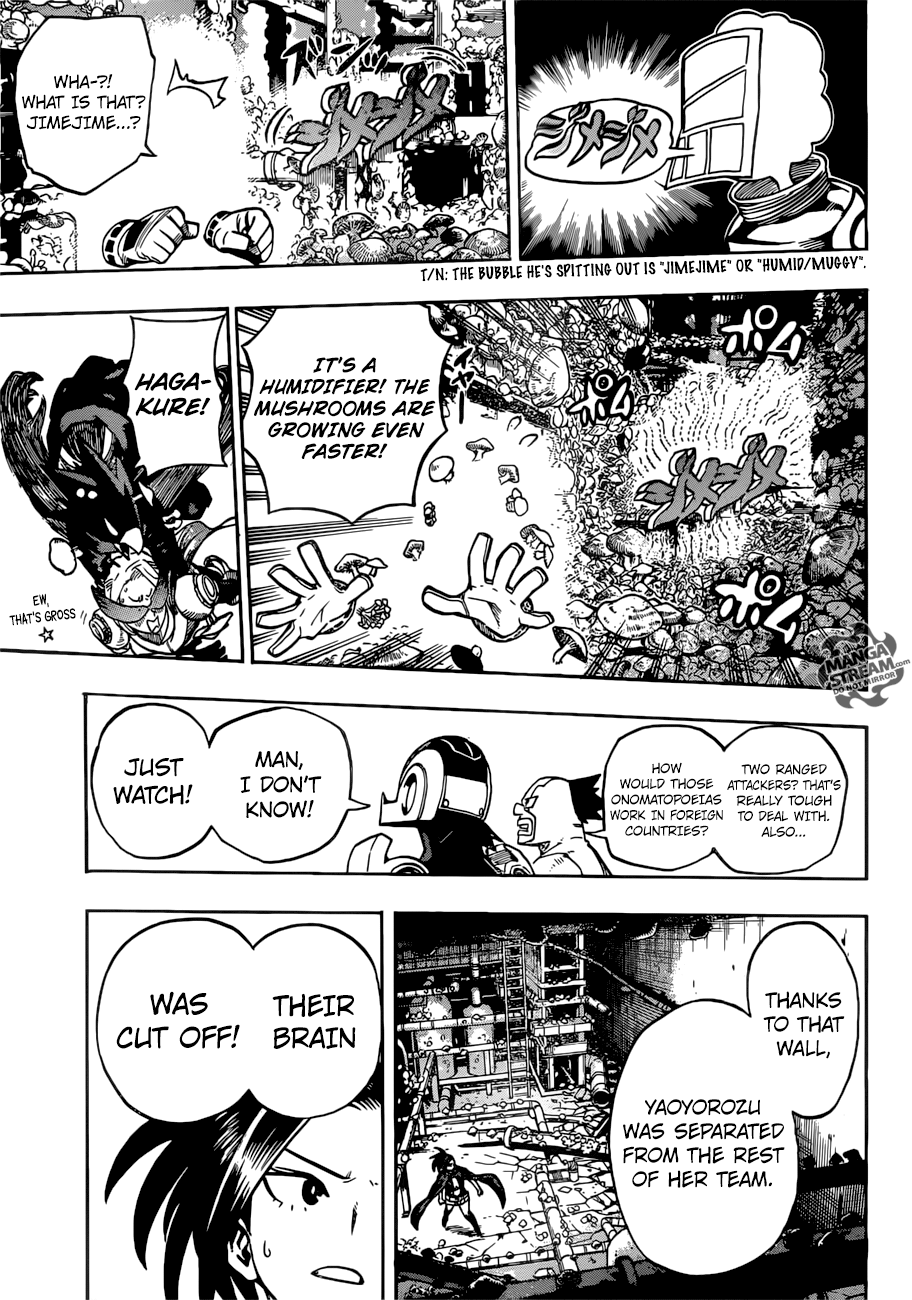 ジメジメ
ズンッ
ジメジメ
WHA-?!
WHAT IS THAT?
JIMEJIME...?
T/N: THE BUBBLE HE'S SPITTING OUT IS "JIMEJIME" OR "HUMID/MUGGY".
ポム
ポム
ジメジメ
ポム
IT'S A
HUMIDIFIER! THE
MUSHROOMS ARE
GROWING EVEN
FASTER!
HAGA-
KURE!
EW,
THAT'S GROSS
MANGA
STREAM.com
DO NOT MIRROR
TWO RANGED
ATTACKERS? THAT'S
REALLY TOUGH
TO DEAL WITH.
ALSO...
HOW
WOULD THOSE
ONOMATOPOEIAS
WORK IN FOREIGN
COUNTRIES?
MAN,
I DON'T
KNOW!
JUST
WATCH!
THANKS
TO THAT
WALL,
YAOYOROZU
WAS SEPARATED
FROM THE REST
OF HER TEAM.
THEIR
BRAIN
WAS
CUT OFF!